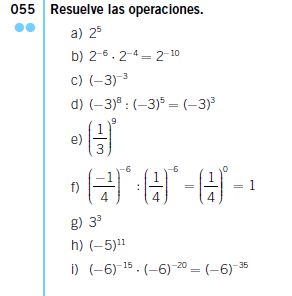 055 Resuelve las operaciones.
a) 2⁵
b) 2⁻⁶ · 2⁻⁴ = 2⁻¹⁰
c) (−3)⁻³
d) (−3)⁸ : (−3)⁵ = (−3)³
e) (1/3)⁹
f) (−1/4)⁻⁶ : (1/4)⁻⁶ = (1/4)⁰ = 1
g) 3³
h) (−5)¹¹
i) (−6)⁻¹⁵ · (−6)⁻²⁰ = (−6)⁻³⁵